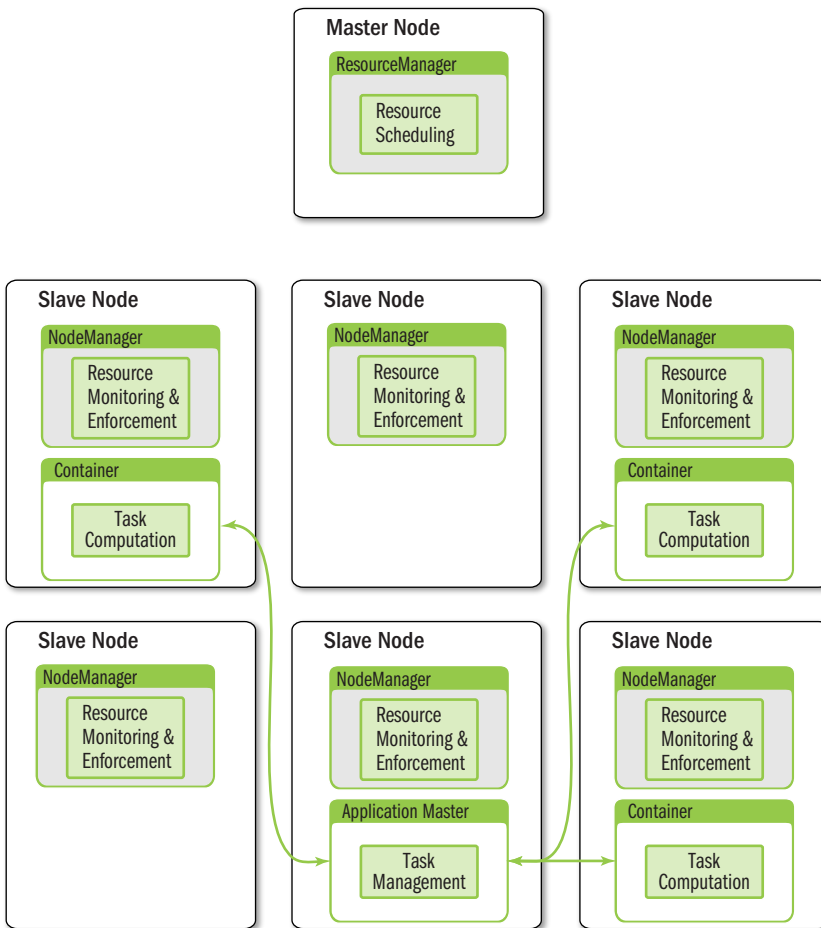 Master Node
ResourceManager
Resource
Scheduling
Slave Node
NodeManager
Resource
Monitoring &
Enforcement
Container
Task
Computation
Slave Node
NodeManager
Resource
Monitoring &
Enforcement
Slave Node
NodeManager
Resource
Monitoring &
Enforcement
Container
Task
Computation
Slave Node
NodeManager
Resource
Monitoring &
Enforcement
Slave Node
NodeManager
Resource
Monitoring &
Enforcement
Application Master
Task
Management
Slave Node
NodeManager
Resource
Monitoring &
Enforcement
Container
Task
Computation